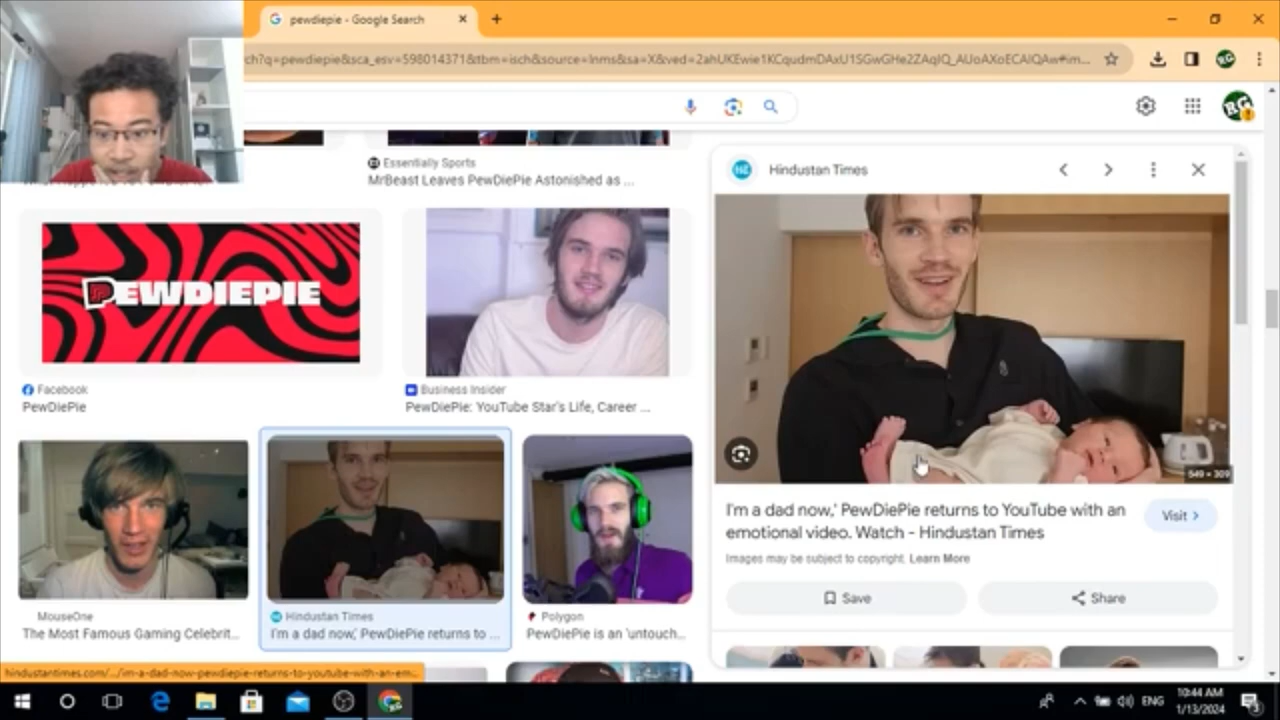 pewdiepie - Google Search
ch?q=pewdiepie&sca_esv=598014371&tbm=isch&source=lnms&sa=X&ved=2ahUKEwie1KCqudmDAxU1SGwGHe2ZAqIQ_AUoAXoECAIQAw#im...
RG
RG
Essentially Sports
MrBeast Leaves PewDiePie Astonished as ...
Hindustan Times
PEWDIEPIE
Facebook
PewDiePie
Business Insider
PewDiePie: YouTube Star's Life, Career ...
549 × 309
I'm a dad now,' PewDiePie returns to YouTube with an
emotional video. Watch - Hindustan Times
Visit
Images may be subject to copyright. Learn More
Save
Share
MouseOne
The Most Famous Gaming Celebrit...
Hindustan Times
I'm a dad now,' PewDiePie returns to ...
Polygon
PewDiePie is an 'untouch...
hindustantimes.com/.../im-a-dad-now-pewdiepie-returns-to-youtube-with-an-em...
ENG
10:44 AM
1/13/2024